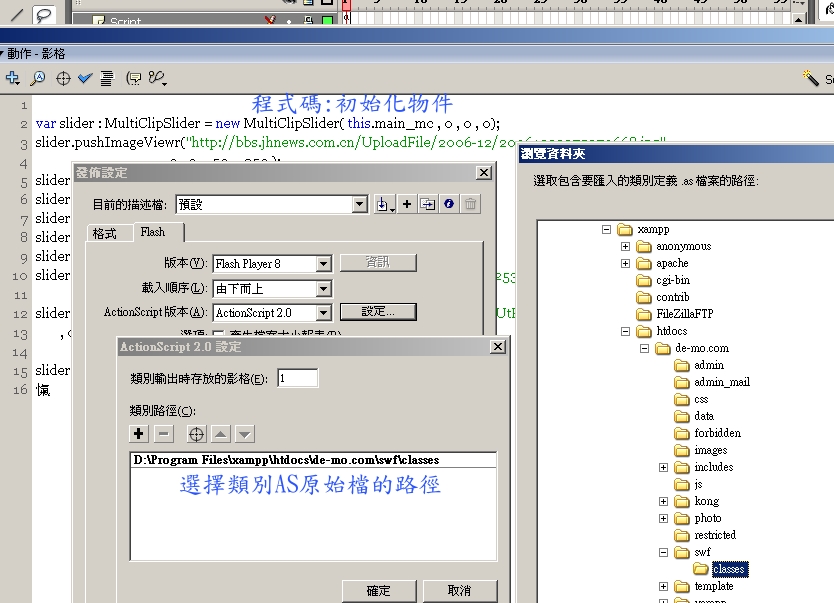 Script
動作 - 影格
程式碼:初始化物件
1
2 var slider : MultiClipSlider = new MultiClipSlider( this.main_mc , 0 , 0 , 0);
3 slider.pushImageViewr("http://bbs.jhnews.com.cn/UploadFile/2006-12/2006
4
5 slider
6 slider
7 slider
8 slider
9 slider
10 slider
11
12 slider
13
14
15 slider
16
發佈設定
目前的描述檔: 預設
格式 Flash
版本(V): Flash Player 8 資訊
載入順序(L): 由下而上
ActionScript 版本(A): ActionScript 2.0 設定...
選項: 產生檔案大小報表(R)
ActionScript 2.0 設定
類別輸出時存放的影格(E): 1
類別路徑(C):
D:\Program Files\xampp\htdocs\de-mo.com\swf\classes
選擇類別AS原始檔的路徑
確定 取消
瀏覽資料夾
選取包含要匯入的類別定義 .as 檔案的路徑:
xampp
anonymous
apache
cgi-bin
contrib
FileZillaFTP
htdocs
de-mo.com
admin
admin_mail
css
data
forbidden
images
includes
js
kong
photo
restricted
swf
classes
template